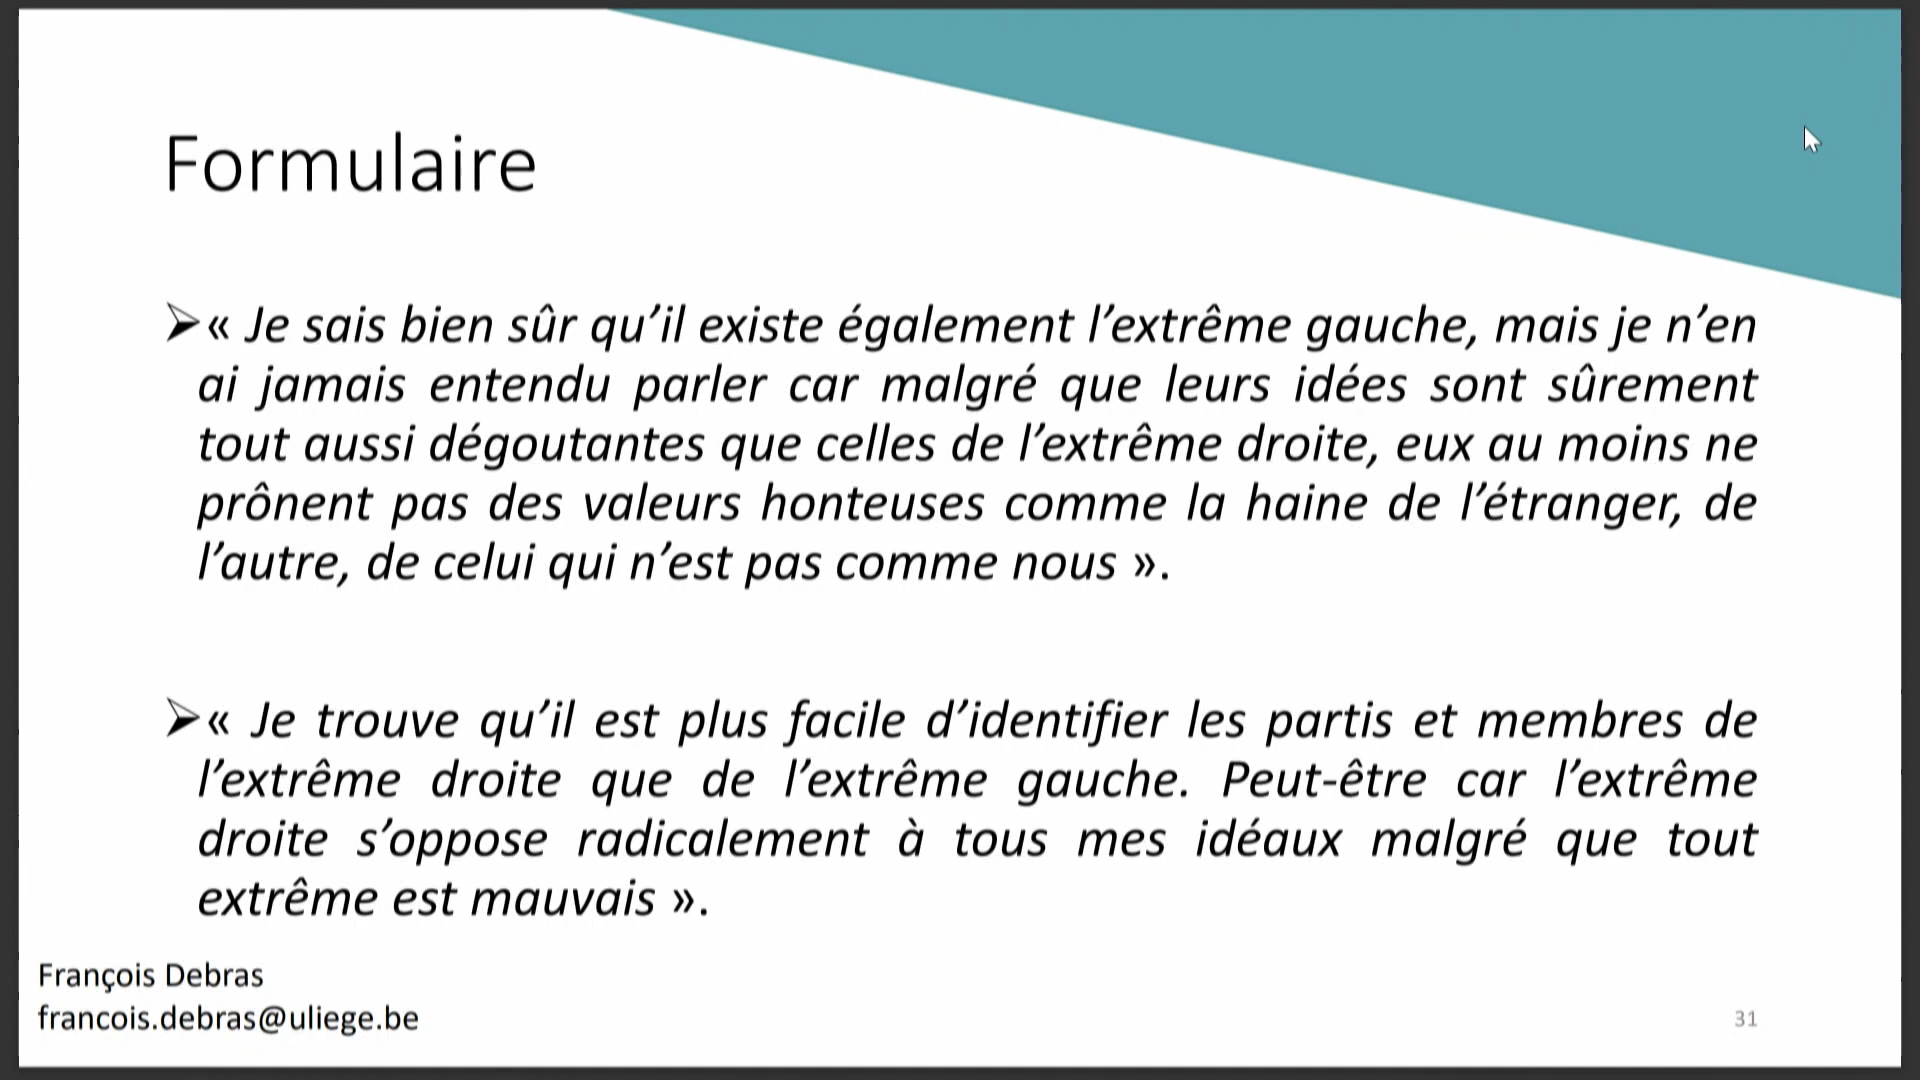 Formulaire
➢« Je sais bien sûr qu’il existe également l’extrême gauche, mais je n’en
ai jamais entendu parler car malgré que leurs idées sont sûrement
tout aussi dégoutantes que celles de l’extrême droite, eux au moins ne
prônent pas des valeurs honteuses comme la haine de l’étranger, de
l’autre, de celui qui n’est pas comme nous ».
➢« Je trouve qu’il est plus facile d’identifier les partis et membres de
l’extrême droite que de l’extrême gauche. Peut-être car l’extrême
droite s’oppose radicalement à tous mes idéaux malgré que tout
extrême est mauvais ».
François Debras
francois.debras@uliege.be
31